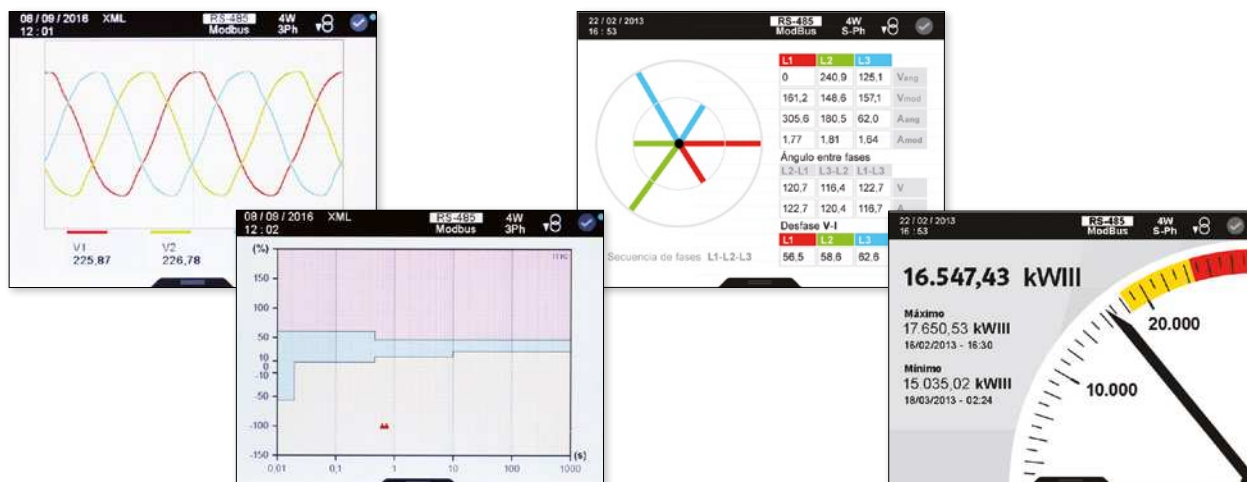 08 / 09 / 2016 XML RS-485 4W
12 : 01 Modbus 3Ph
V1 V2
225,87 226,78
08 / 09 / 2016 XML RS-485 4W
12 : 02 Modbus 3Ph
(%) ITIC
150
100
50
10
0
-10
-50
-100
-150
0,01 0,1 1 10 100 1000 (s)
22 / 02 / 2013 RS-485 4W
16 : 53 ModBus S-Ph
L1 L2 L3
0 240,9 125,1 Vang
161,2 148,6 157,1 Vmod
305,6 180,5 62,0 Aang
1,77 1,81 1,64 Amod
Ángulo entre fases
L2-L1 L3-L2 L1-L3
120,7 116,4 122,7 V
122,7 120,4 116,7 A
Desfase V-I
L1 L2 L3
Secuencia de fases L1-L2-L3 56,5 58,6 62,6
22 / 02 / 2013 RS-485 4W
16 : 53 ModBus S-Ph
16.547,43 kWIII
Máximo
17.650,53 kWIII
16/02/2013 - 16:30
Mínimo
15.035,02 kWIII
18/03/2013 - 02:24
20.000
10.000